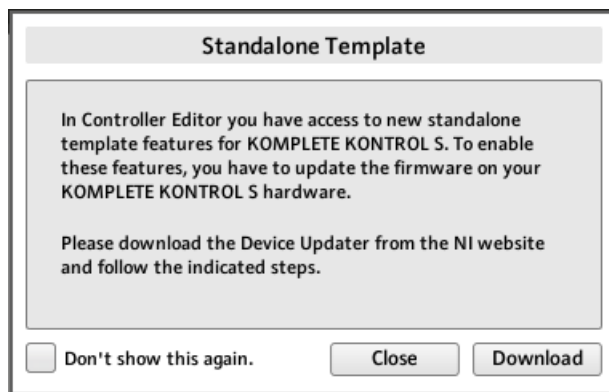 Standalone Template
In Controller Editor you have access to new standalone
template features for KOMPLETE KONTROL S. To enable
these features, you have to update the firmware on your
KOMPLETE KONTROL S hardware.
Please download the Device Updater from the NI website
and follow the indicated steps.
Don't show this again.
Close
Download